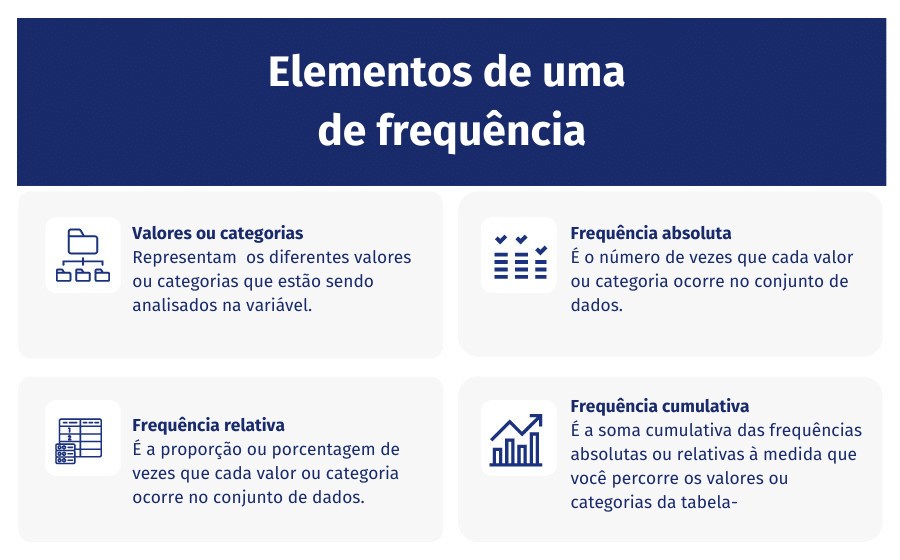 Elementos de uma
de frequência
Valores ou categorias
Representam  os diferentes valores
ou categorias que estão sendo
analisados na variável.
Frequência absoluta
É o número de vezes que cada valor
ou categoria ocorre no conjunto de
dados.
Frequência relativa
É a proporção ou porcentagem de
vezes que cada valor ou categoria
ocorre no conjunto de dados.
Frequência cumulativa
É a soma cumulativa das frequências
absolutas ou relativas à medida que
você percorre os valores ou
categorias da tabela-